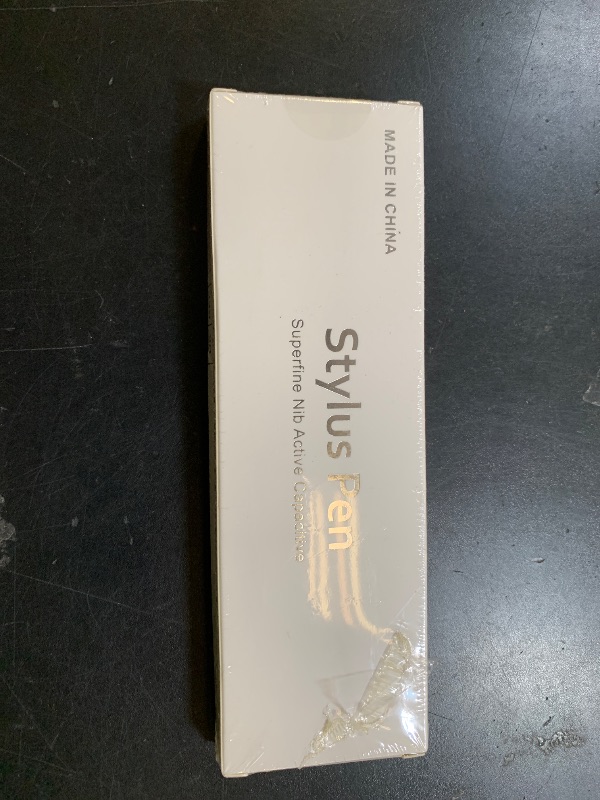 MADE IN CHINA
Stylus Pen
Superfine Nib Active Capacitive